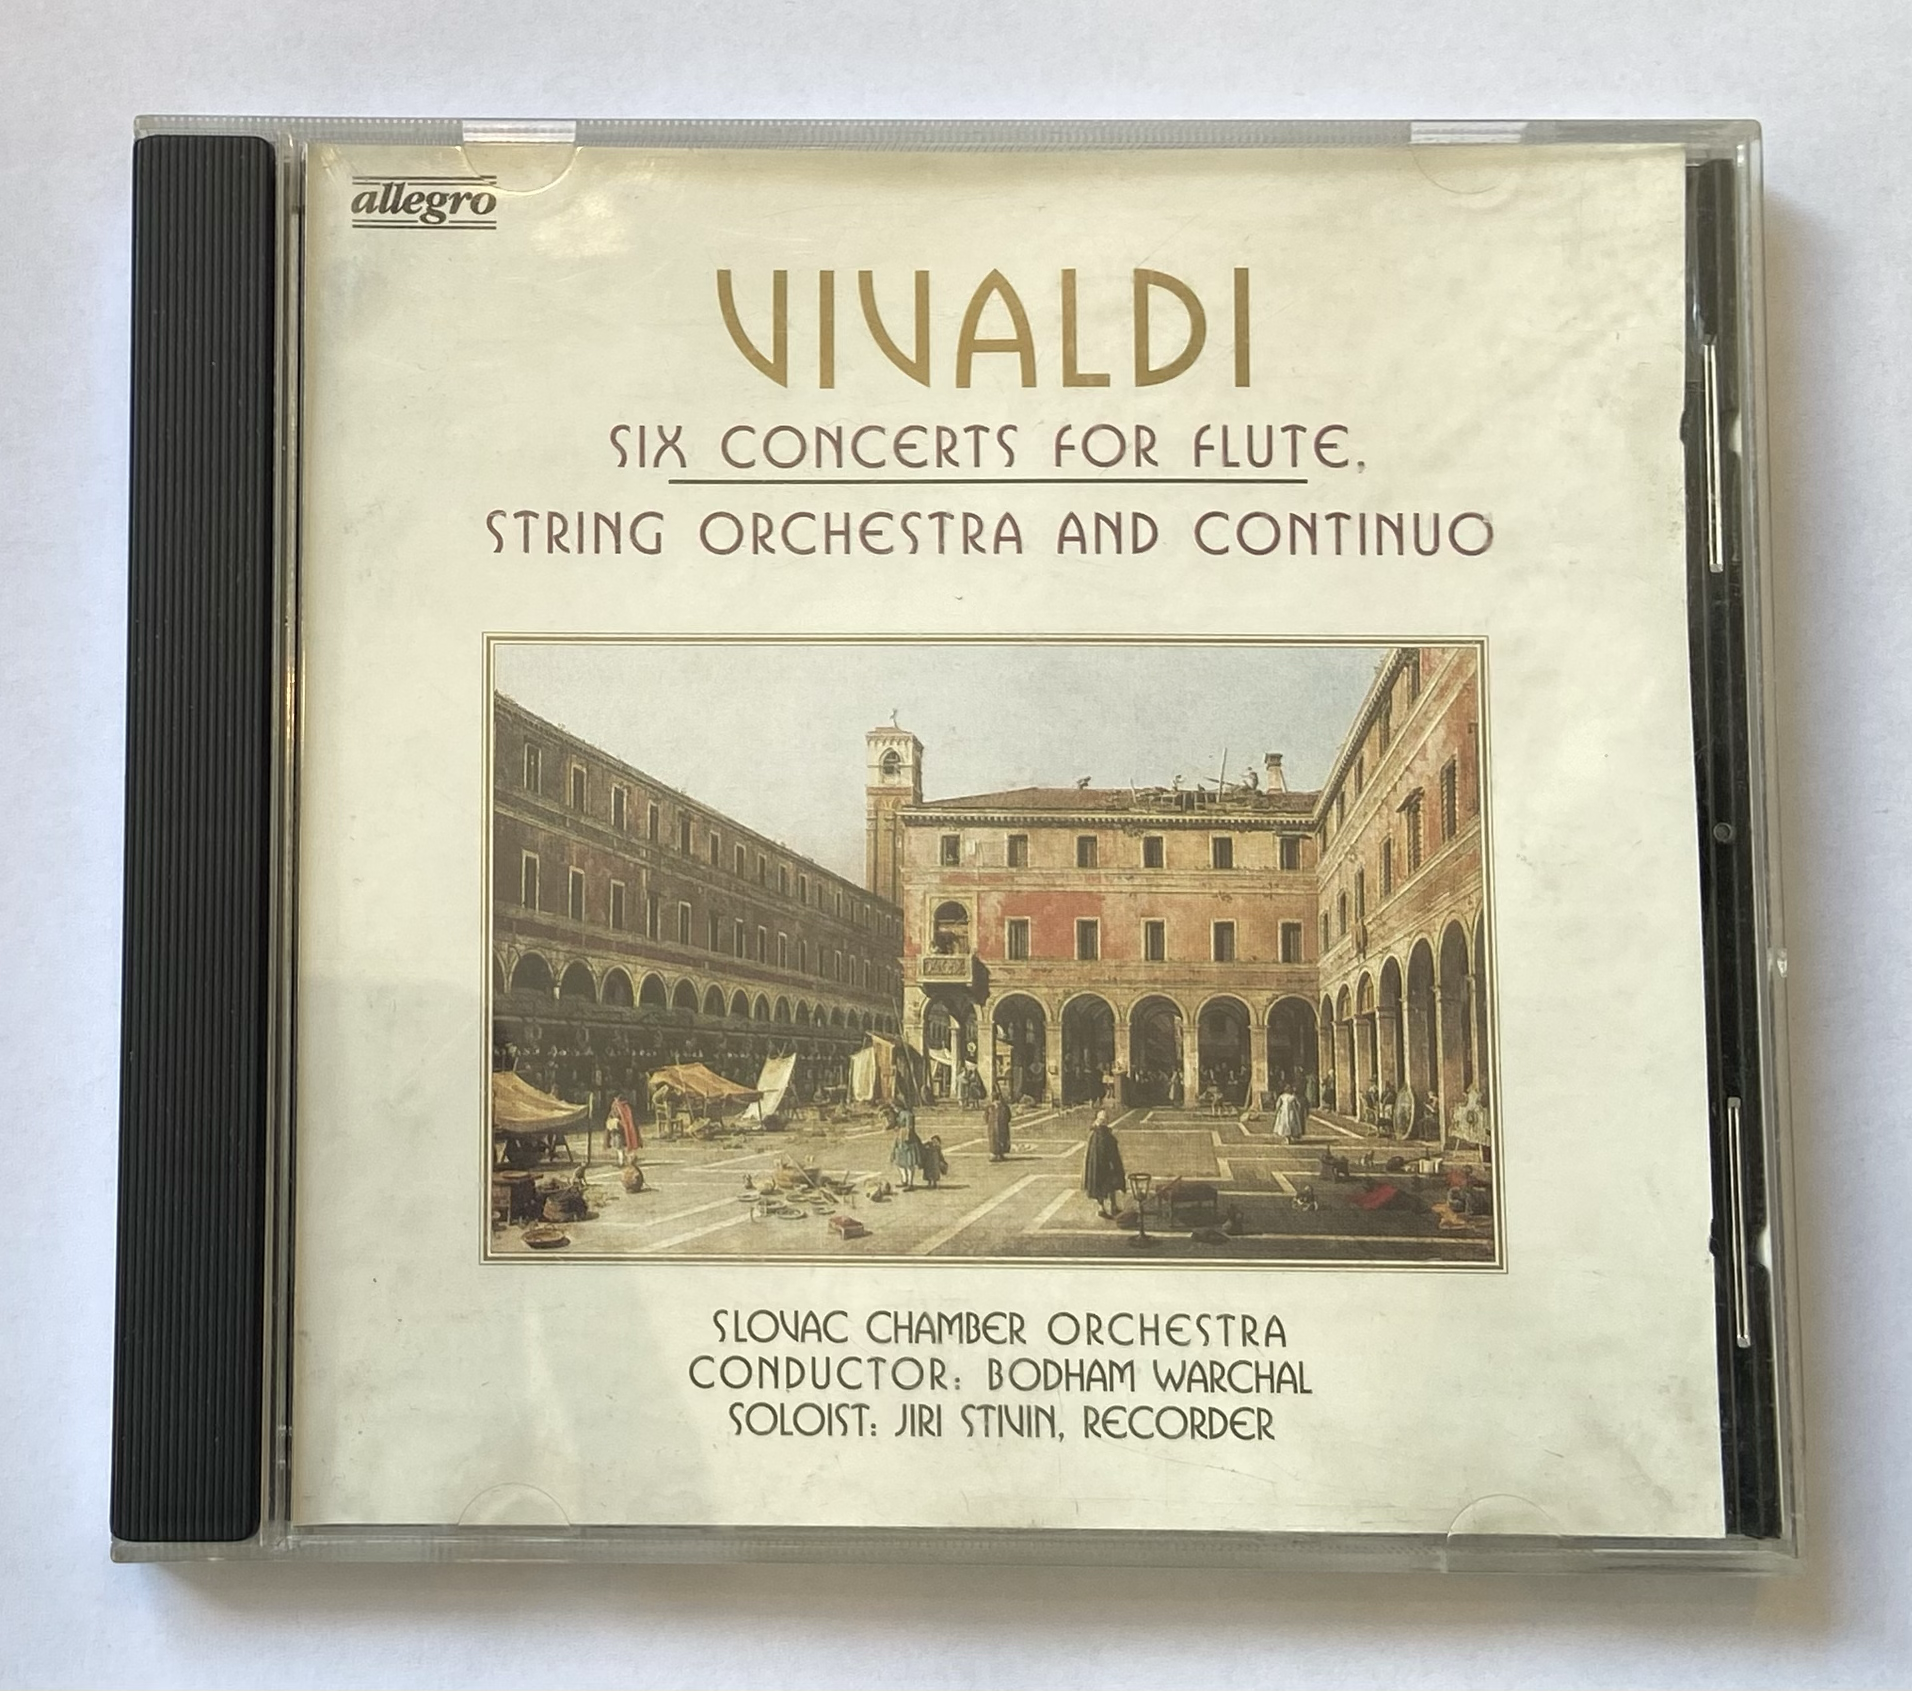 allegro
VIVALDI
SIX CONCERTS FOR FLUTE,
STRING ORCHESTRA AND CONTINUO
SLOVAC CHAMBER ORCHESTRA
CONDUCTOR: BODHAM WARCHAL
SOLOIST: JIRI STIVIN, RECORDER